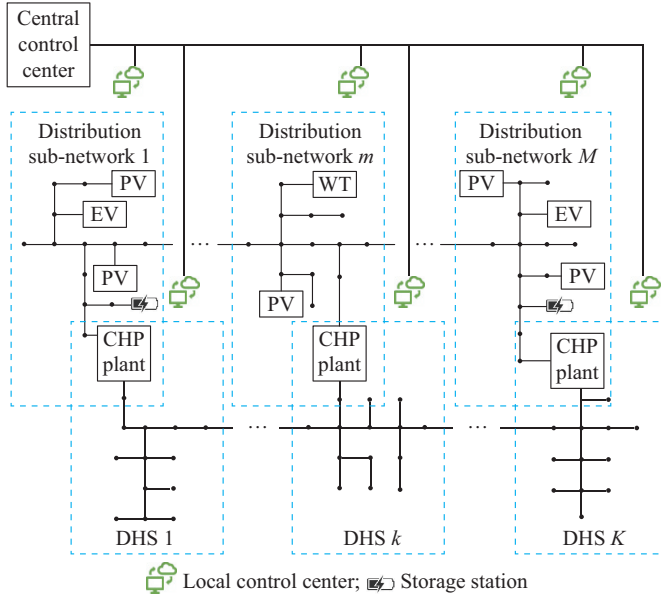 Central
control
center
Distribution
sub-network 1
Distribution
sub-network m
Distribution
sub-network M
PV
WT
PV
EV
EV
... ...
PV
PV
PV
CHP
plant
CHP
plant
CHP
plant
... ...
DHS 1
DHS k
DHS K
Local control center; Storage station